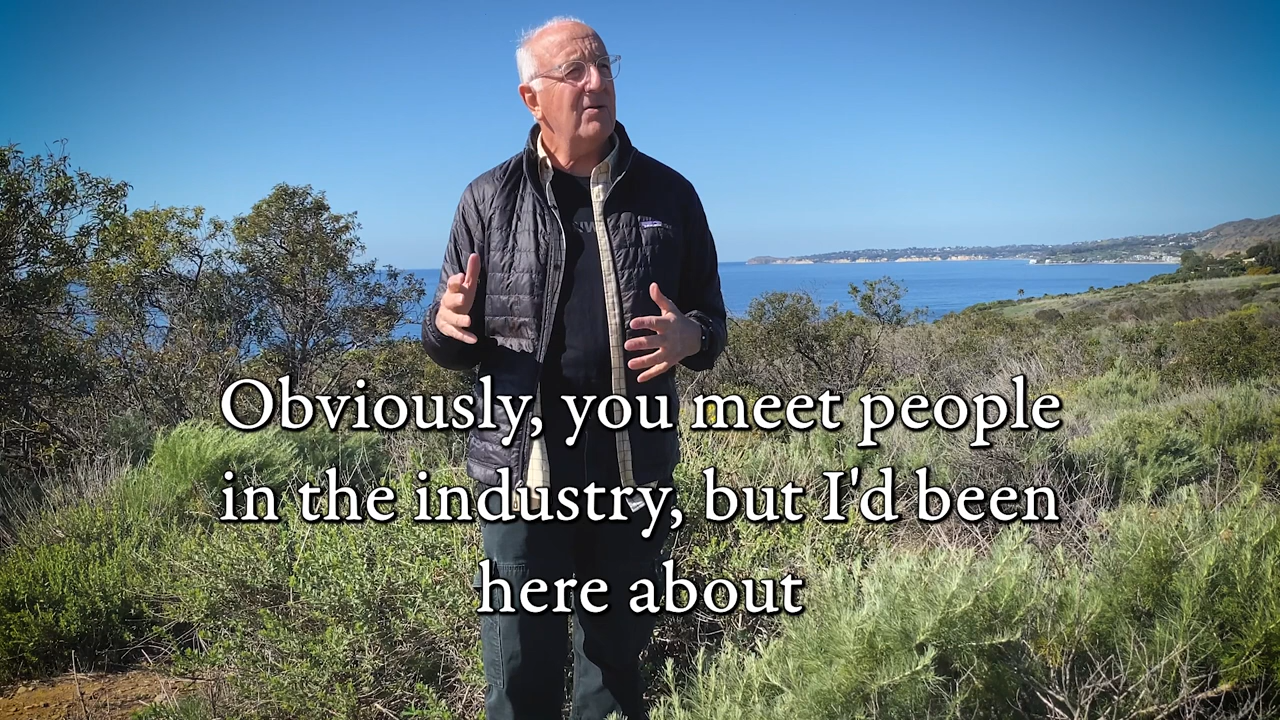 Obviously, you meet people
in the industry, but I'd been
here about